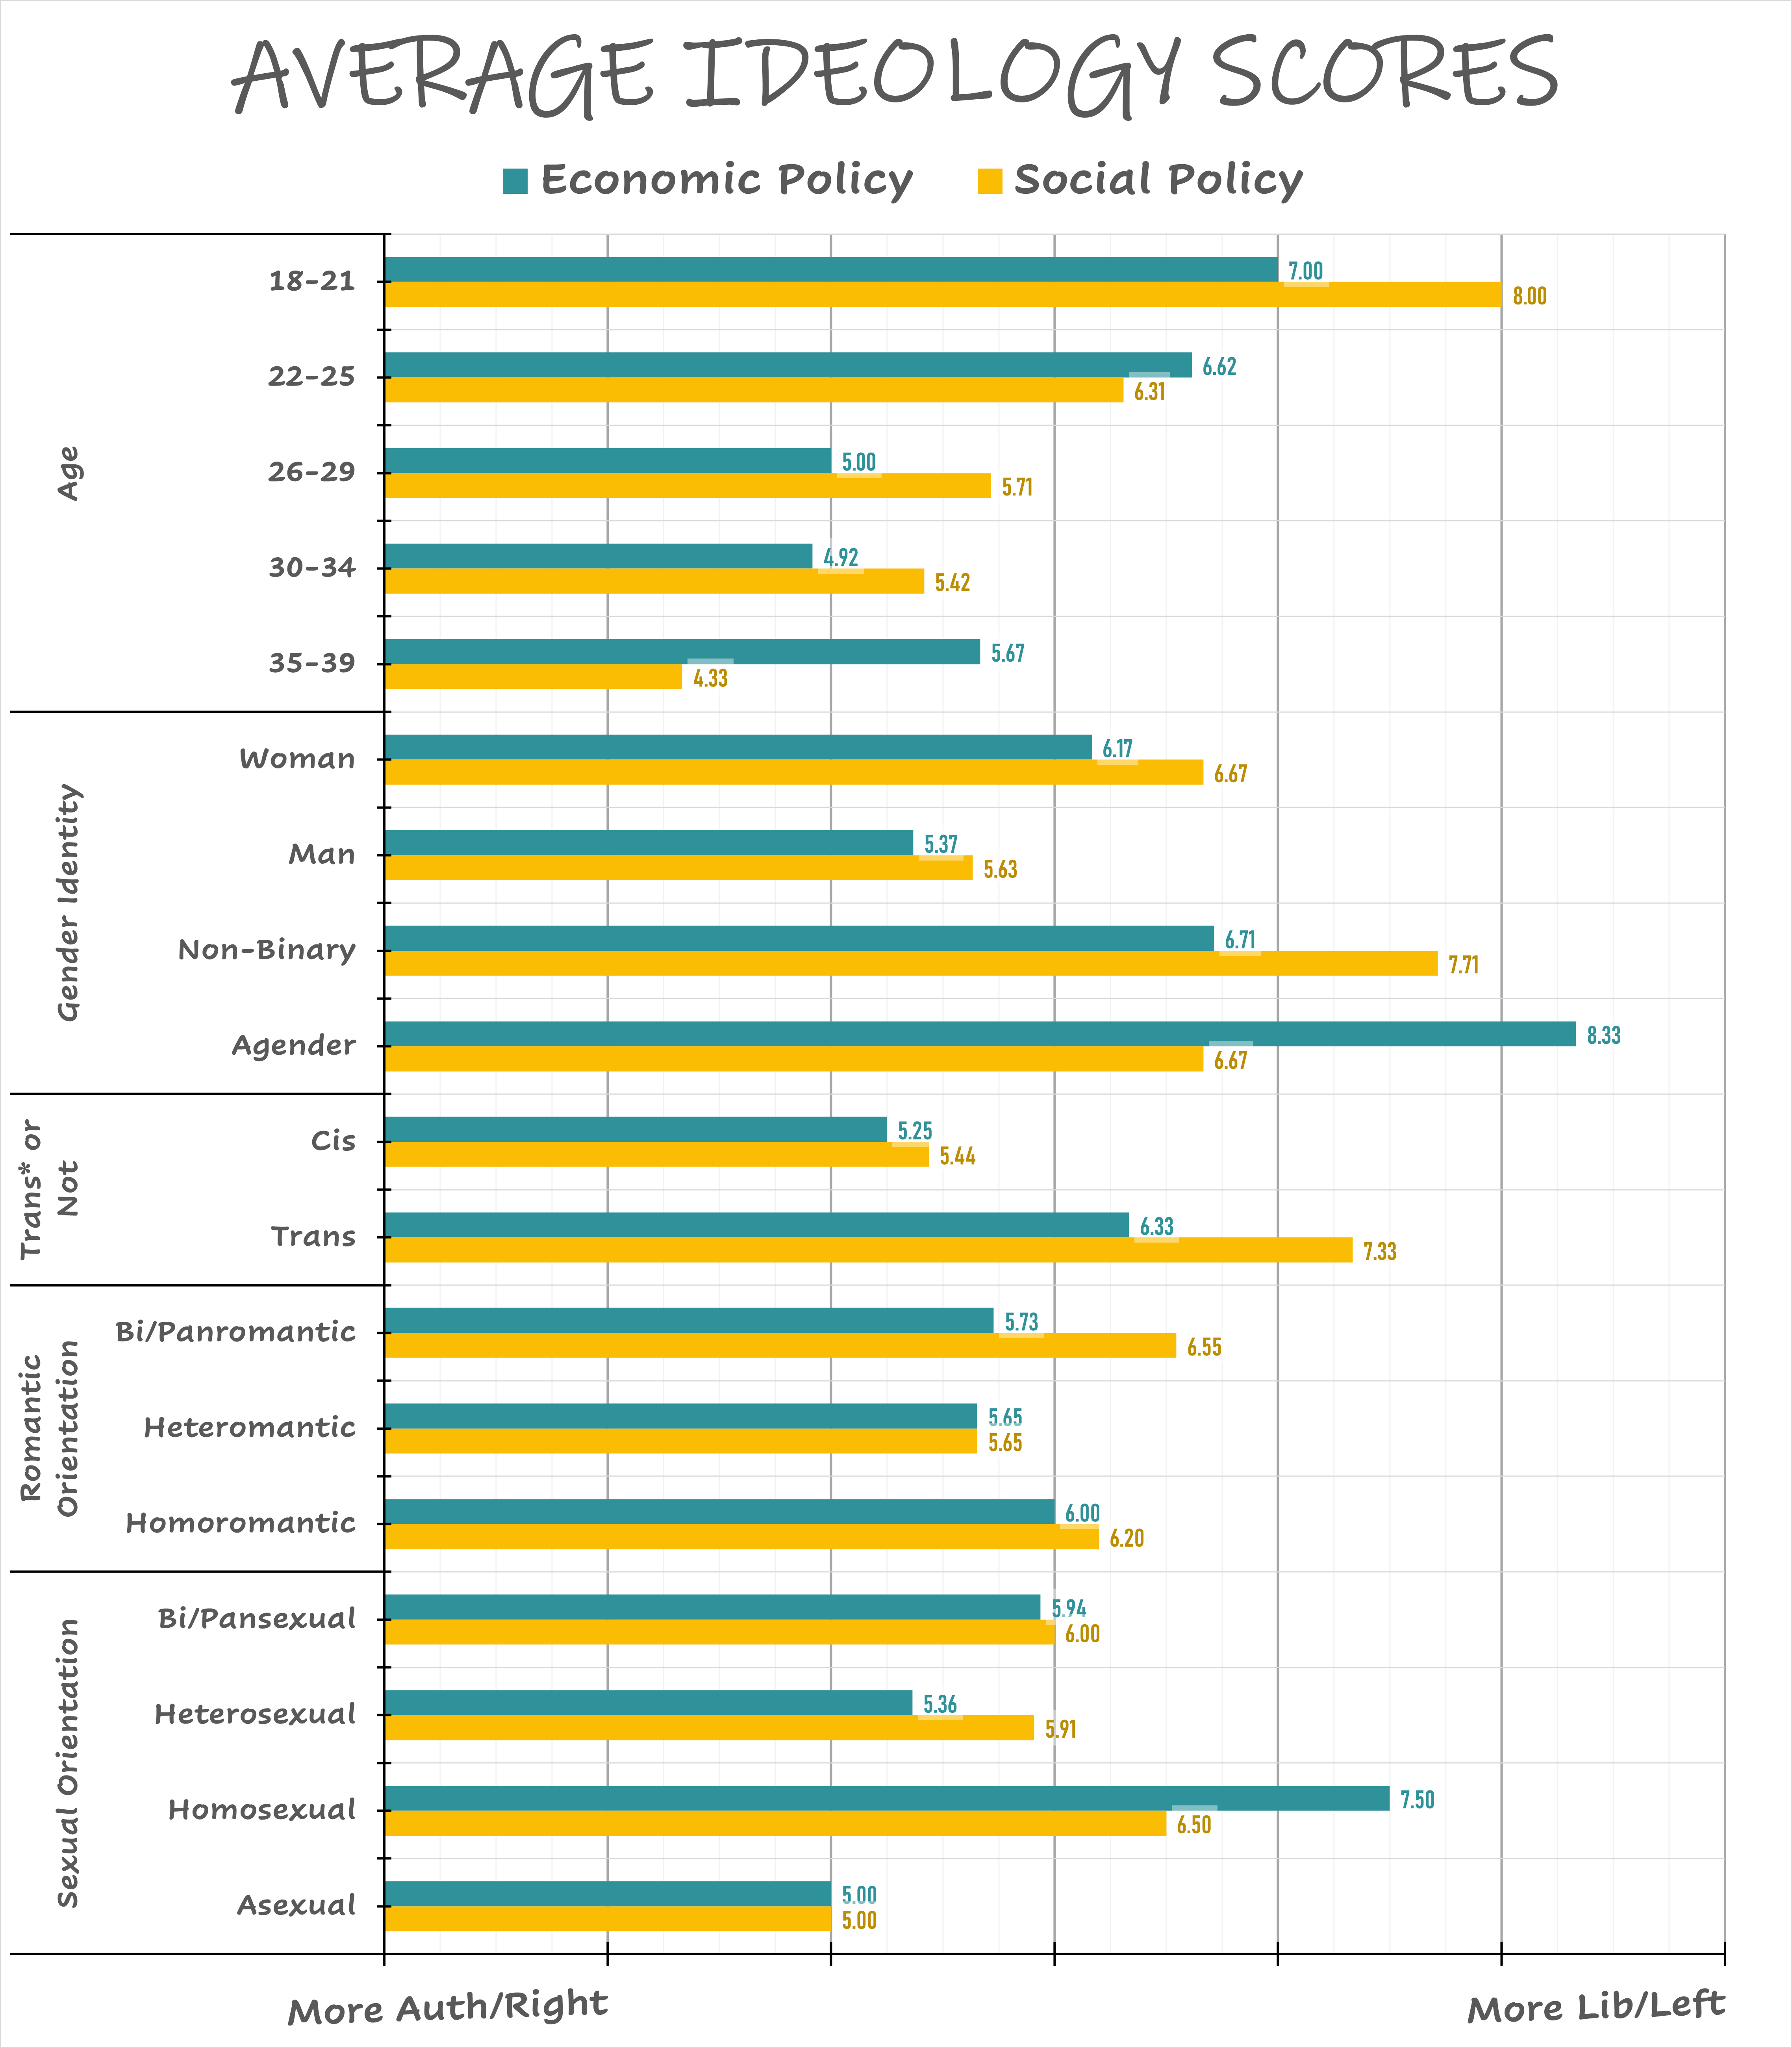 AVERAGE IDEOLOGY SCORES
Economic Policy
Social Policy
Age
18-21
7.00
8.00
22-25
6.62
6.31
26-29
5.00
5.71
30-34
4.92
5.42
35-39
5.67
4.33
Gender Identity
Woman
6.17
6.67
Man
5.37
5.63
Non-Binary
6.71
7.71
Agender
8.33
6.67
Trans* or
Not
Cis
5.25
5.44
Trans
6.33
7.33
Romantic
Orientation
Bi/Panromantic
5.73
6.55
Heteromantic
5.65
5.65
Homoromantic
6.00
6.20
Sexual Orientation
Bi/Pansexual
5.94
6.00
Heterosexual
5.36
5.91
Homosexual
7.50
6.50
Asexual
5.00
5.00
More Auth/Right
More Lib/Left